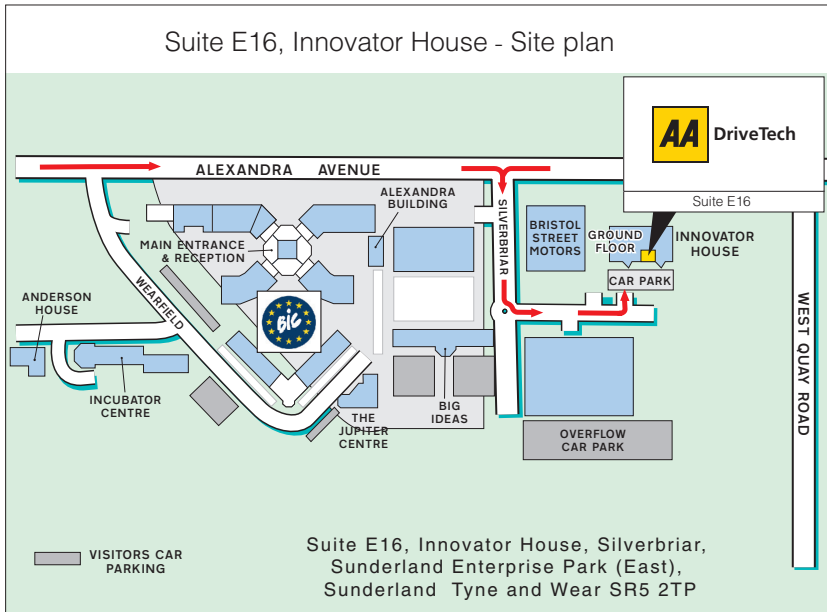 Suite E16, Innovator House - Site plan
AA DriveTech
Suite E16
ALEXANDRA AVENUE
ALEXANDRA
BUILDING
SILVERBRIAR
BRISTOL
STREET
MOTORS
GROUND
FLOOR
INNOVATOR
HOUSE
MAIN ENTRANCE
& RECEPTION
CAR PARK
WEARFIELD
ANDERSON
HOUSE
BIC
WEST QUAY ROAD
INCUBATOR
CENTRE
THE
JUPITER
CENTRE
BIG
IDEAS
OVERFLOW
CAR PARK
VISITORS CAR
PARKING
Suite E16, Innovator House, Silverbriar,
Sunderland Enterprise Park (East),
Sunderland Tyne and Wear SR5 2TP